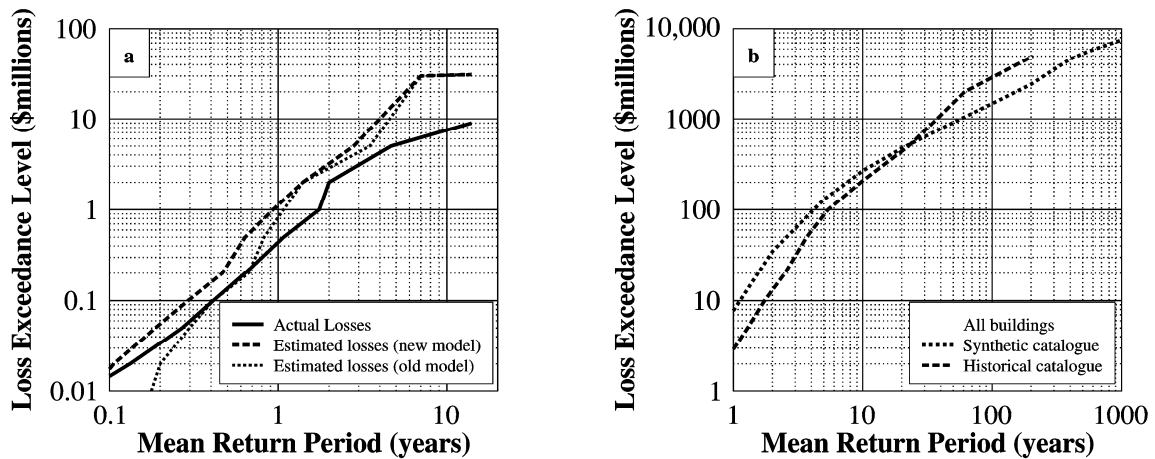 a
Loss Exceedance Level ($millions)
100
10
1
0.1
0.01
0.1
1
10
Mean Return Period (years)
Actual Losses
Estimated losses (new model)
Estimated losses (old model)
b
Loss Exceedance Level ($millions)
10,000
1000
100
10
1
1
10
100
1000
Mean Return Period (years)
All buildings
Synthetic catalogue
Historical catalogue